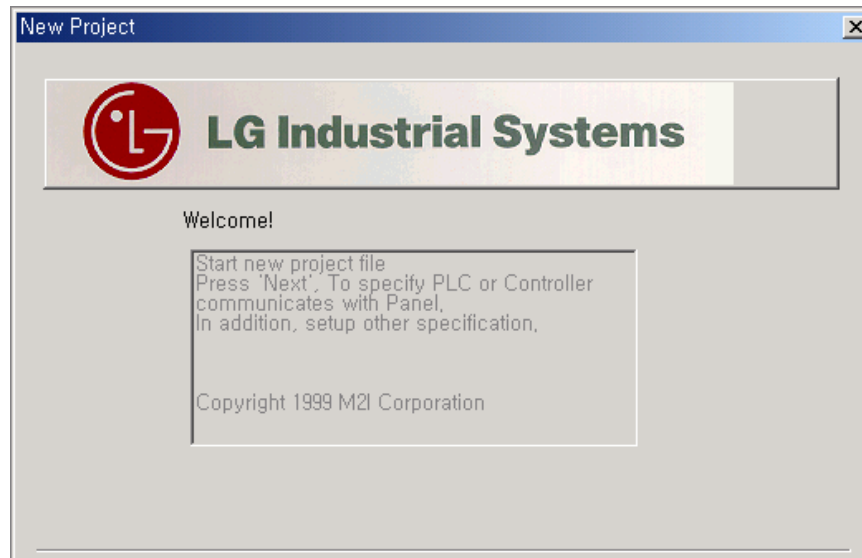 New Project
LG Industrial Systems
Welcome!
Start new project file
Press 'Next', To specify PLC or Controller
communicates with Panel,
In addition, setup other specification,
Copyright 1999 M2I Corporation